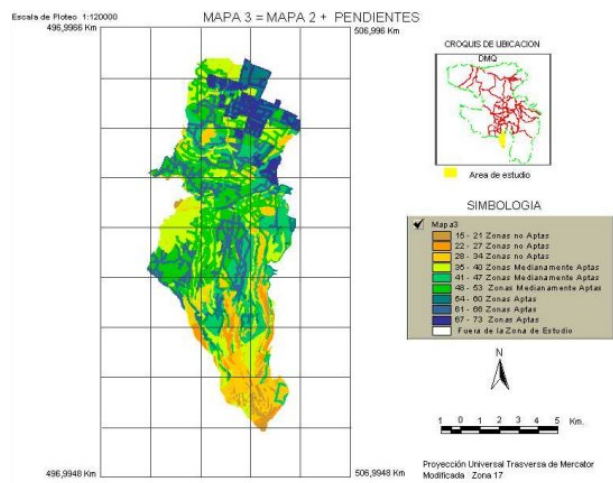 Escala de Ploteo 1:120000
MAPA 3 = MAPA 2 + PENDIENTES
496,9966 Km
506,996 Km
CROQUIS DE UBICACION
DMQ
Area de estudio
SIMBOLOGIA
Mapa3
15 - 21 Zonas no Aptas
22 - 27 Zonas no Aptas
28 - 34 Zonas no Aptas
35 - 40 Zonas Medianamente Aptas
41 - 47 Zonas Medianamente Aptas
48 - 53 Zonas Medianamente Aptas
54 - 60 Zonas Aptas
61 - 66 Zonas Aptas
67 - 73 Zonas Aptas
Fuera de la Zona de Estudio
N
1 0 1 2 3 4 5 Km.
496,9948 Km
506,9948 Km
Proyección Universal Trasversa de Mercator
Modificada Zona 17